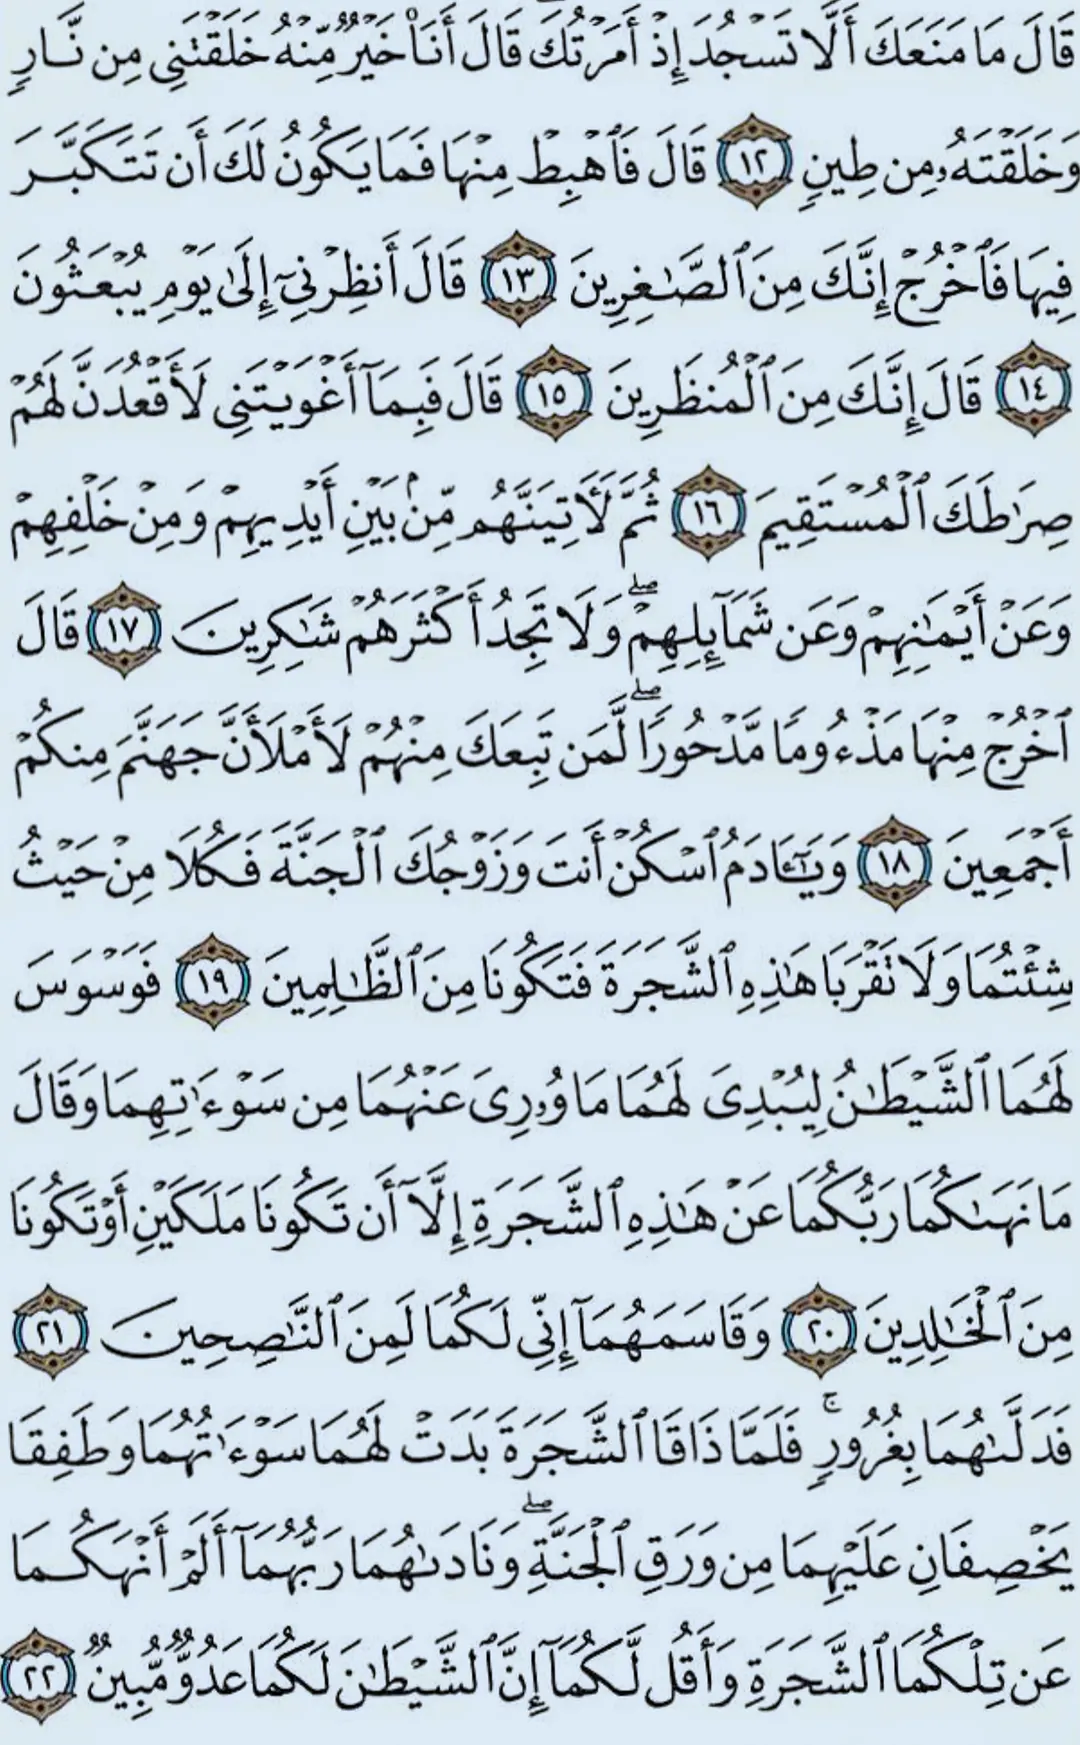 قَالَ مَا مَنَعَكَ أَلَّا تَسْجُدَ إِذْ أَمَرْتُكَ قَالَ أَنَا۠ خَيْرٌ مِّنْهُ خَلَقْتَنِى مِن نَّارٍ
وَخَلَقْتَهُۥ مِن طِينٍ ١٢ قَالَ فَٱهْبِطْ مِنْهَا فَمَا يَكُونُ لَكَ أَن تَتَكَبَّرَ
فِيهَا فَٱخْرُجْ إِنَّكَ مِنَ ٱلصَّـٰغِرِينَ ١٣ قَالَ أَنظِرْنِىٓ إِلَىٰ يَوْمِ يُبْعَثُونَ
١٤ قَالَ إِنَّكَ مِنَ ٱلْمُنظَرِينَ ١٥ قَالَ فَبِمَآ أَغْوَيْتَنِى لَأَقْعُدَنَّ لَهُمْ
صِرَٰطَكَ ٱلْمُسْتَقِيمَ ١٦ ثُمَّ لَـَٔاتِيَنَّهُم مِّنۢ بَيْنِ أَيْدِيهِمْ وَمِنْ خَلْفِهِمْ
وَعَنْ أَيْمَـٰنِهِمْ وَعَن شَمَآئِلِهِمْ ۖ وَلَا تَجِدُ أَكْثَرَهُمْ شَـٰكِرِينَ ١٧ قَالَ
ٱخْرُجْ مِنْهَا مَذْءُومًا مَّدْحُورًا ۖ لَّمَن تَبِعَكَ مِنْهُمْ لَأَمْلَأَنَّ جَهَنَّمَ مِنكُمْ
أَجْمَعِينَ ١٨ وَيَـٰٓـَٔادَمُ ٱسْكُنْ أَنتَ وَزَوْجُكَ ٱلْجَنَّةَ فَكُلَا مِنْ حَيْثُ
شِئْتُمَا وَلَا تَقْرَبَا هَـٰذِهِ ٱلشَّجَرَةَ فَتَكُونَا مِنَ ٱلظَّـٰلِمِينَ ١٩ فَوَسْوَسَ
لَهُمَا ٱلشَّيْطَـٰنُ لِيُبْدِىَ لَهُمَا مَا وُۥرِىَ عَنْهُمَا مِن سَوْءَٰتِهِمَا وَقَالَ
مَا نَهَىٰكُمَا رَبُّكُمَا عَنْ هَـٰذِهِ ٱلشَّجَرَةِ إِلَّآ أَن تَكُونَا مَلَكَيْنِ أَوْ تَكُونَا
مِنَ ٱلْخَـٰلِدِينَ ٢٠ وَقَاسَمَهُمَآ إِنِّى لَكُمَا لَمِنَ ٱلنَّـٰصِحِينَ ٢١
فَدَلَّىٰهُمَا بِغُرُورٍ ۚ فَلَمَّا ذَاقَا ٱلشَّجَرَةَ بَدَتْ لَهُمَا سَوْءَٰتُهُمَا وَطَفِقَا
يَخْصِفَانِ عَلَيْهِمَا مِن وَرَقِ ٱلْجَنَّةِ ۖ وَنَادَىٰهُمَا رَبُّهُمَآ أَلَمْ أَنْهَكُمَا
عَن تِلْكُمَا ٱلشَّجَرَةِ وَأَقُل لَّكُمَآ إِنَّ ٱلشَّيْطَـٰنَ لَكُمَا عَدُوٌّ مُّبِينٌ ٢٢